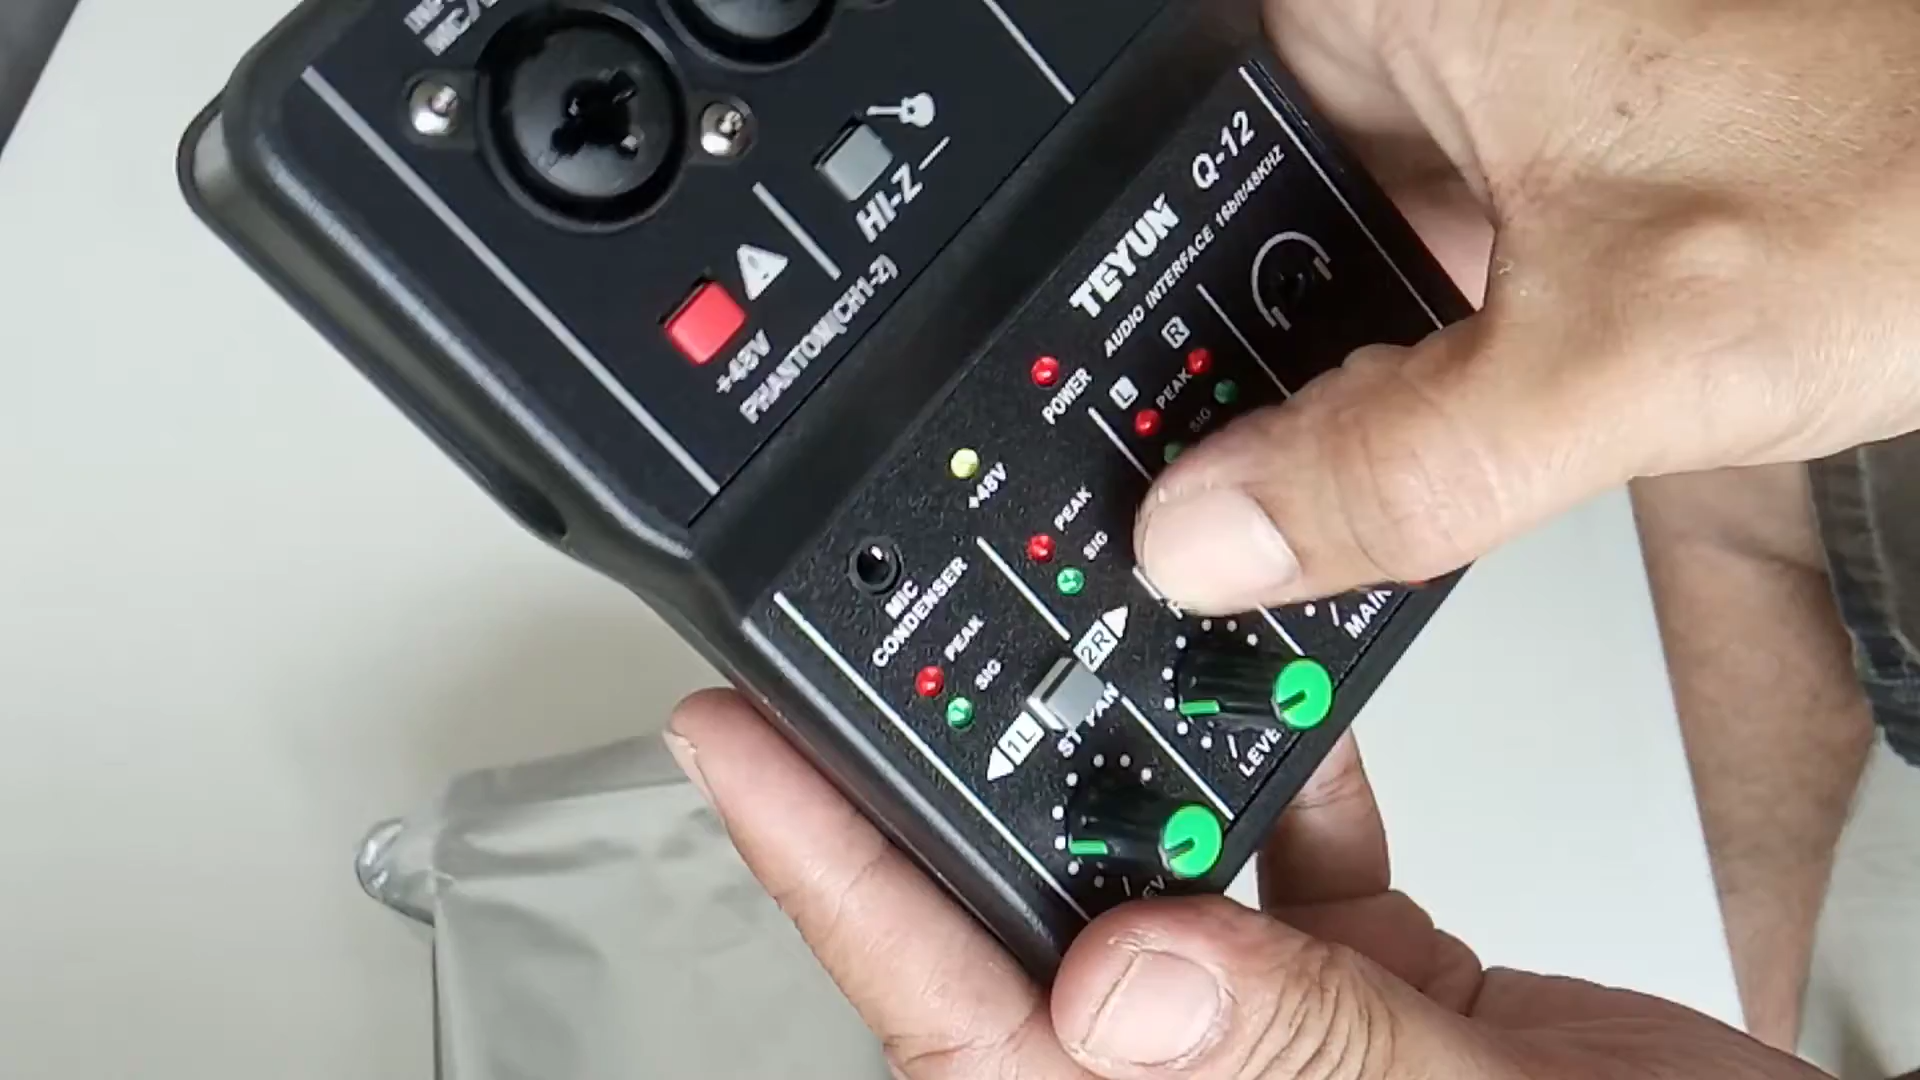 HI-Z
+48V
PHANTOM(CH1-2)
TEYUN Q-12
AUDIO INTERFACE 16bit/48KHZ
POWER
L
R
PEAK
SIG
+48V
PEAK
SIG
MIC
CONDENSER
PEAK
SIG
1L
2R
ST PAN
MAIN